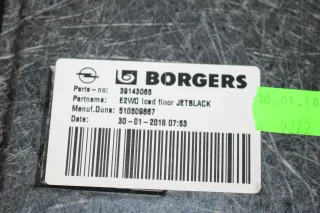 BORGERS
Parts-no: 39143065
Partname: E2WD load floor JETBLACK
Manuf.Duns: 510509867
Date: 30-01-2018 07:53
30.01.18